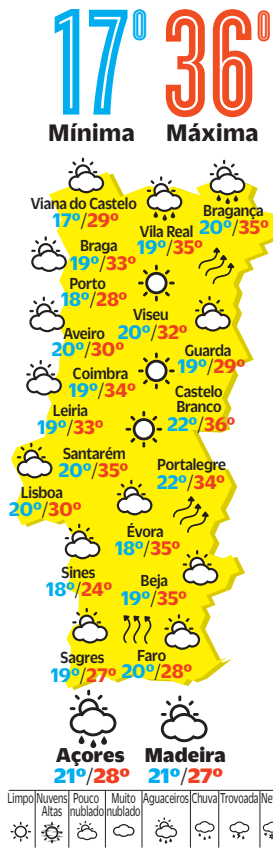 17º 36º
Mínima Máxima
Viana do Castelo
17º/29º
Bragança
20º/35º
Vila Real
19º/35º
Braga
19º/33º
Porto
18º/28º
Viseu
20º/32º
Aveiro
20º/30º
Guarda
19º/29º
Coimbra
19º/34º
Castelo
Branco
22º/36º
Leiria
19º/33º
Santarém
20º/35º
Portalegre
22º/34º
Lisboa
20º/30º
Évora
18º/35º
Sines
18º/24º
Beja
19º/35º
Sagres
19º/27º
Faro
20º/28º
Açores
21º/28º
Madeira
21º/27º
Limpo
Nuvens
Altas
Pouco
nublado
Muito
nublado
Aguaceiros
Chuva
Trovoada